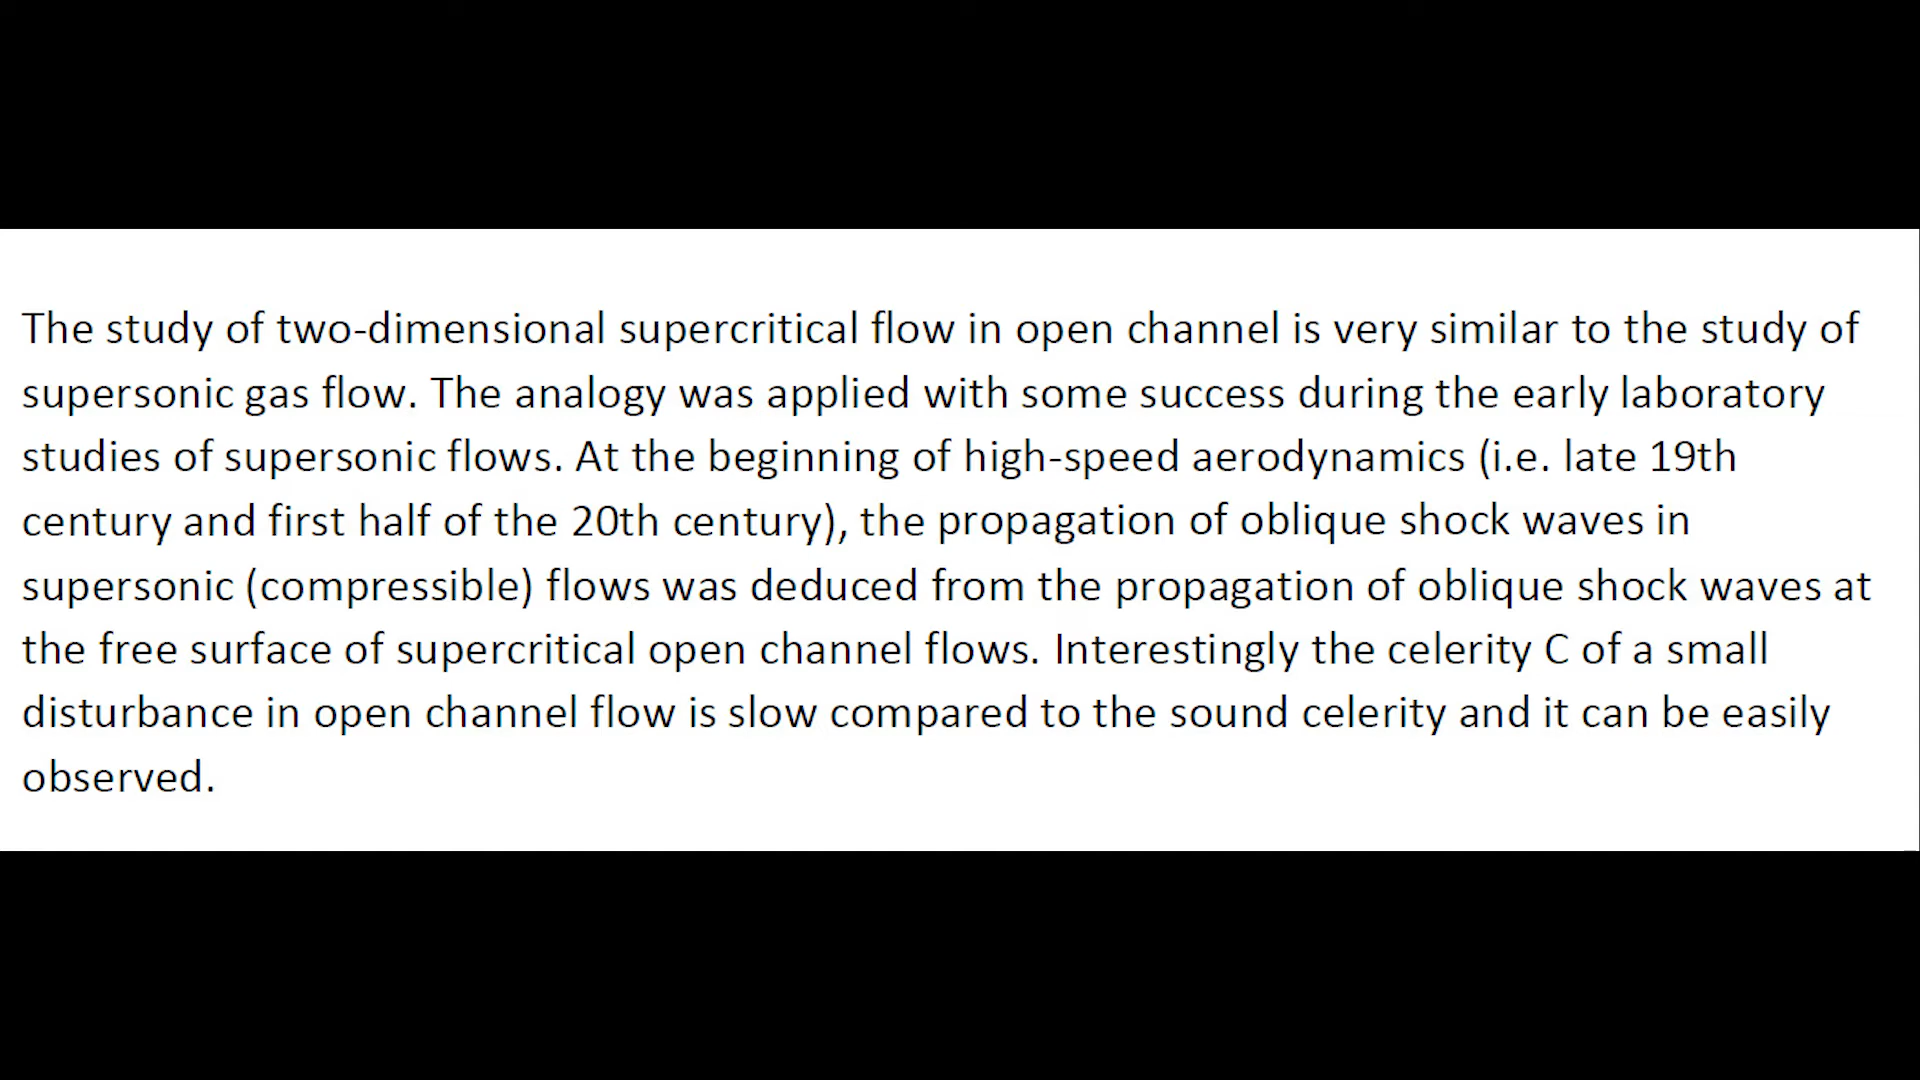 The study of two-dimensional supercritical flow in open channel is very similar to the study of
supersonic gas flow. The analogy was applied with some success during the early laboratory
studies of supersonic flows. At the beginning of high-speed aerodynamics (i.e. late 19th
century and first half of the 20th century), the propagation of oblique shock waves in
supersonic (compressible) flows was deduced from the propagation of oblique shock waves at
the free surface of supercritical open channel flows. Interestingly the celerity C of a small
disturbance in open channel flow is slow compared to the sound celerity and it can be easily
observed.